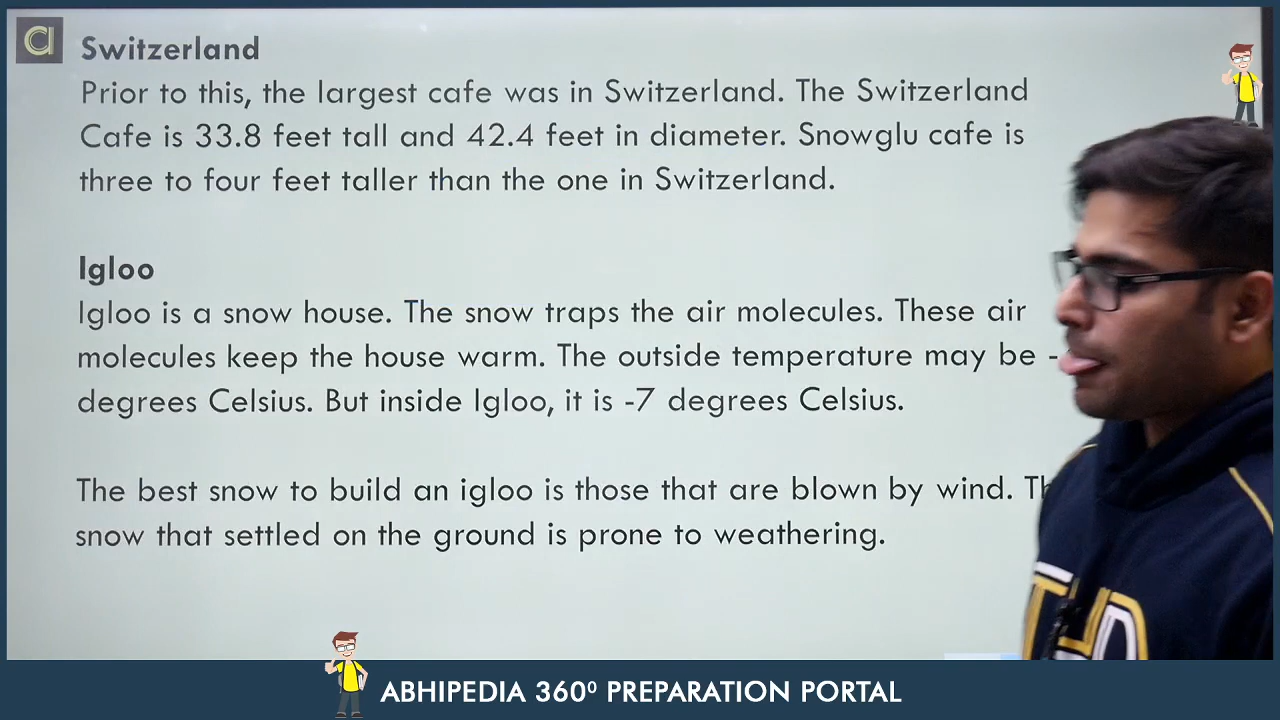 Switzerland
Prior to this, the largest cafe was in Switzerland. The Switzerland
Cafe is 33.8 feet tall and 42.4 feet in diameter. Snowglu cafe is
three to four feet taller than the one in Switzerland.
Igloo
Igloo is a snow house. The snow traps the air molecules. These air
molecules keep the house warm. The outside temperature may be -
degrees Celsius. But inside Igloo, it is -7 degrees Celsius.
The best snow to build an igloo is those that are blown by wind.
snow that settled on the ground is prone to weathering.
ABHIPEDIA 360⁰ PREPARATION PORTAL